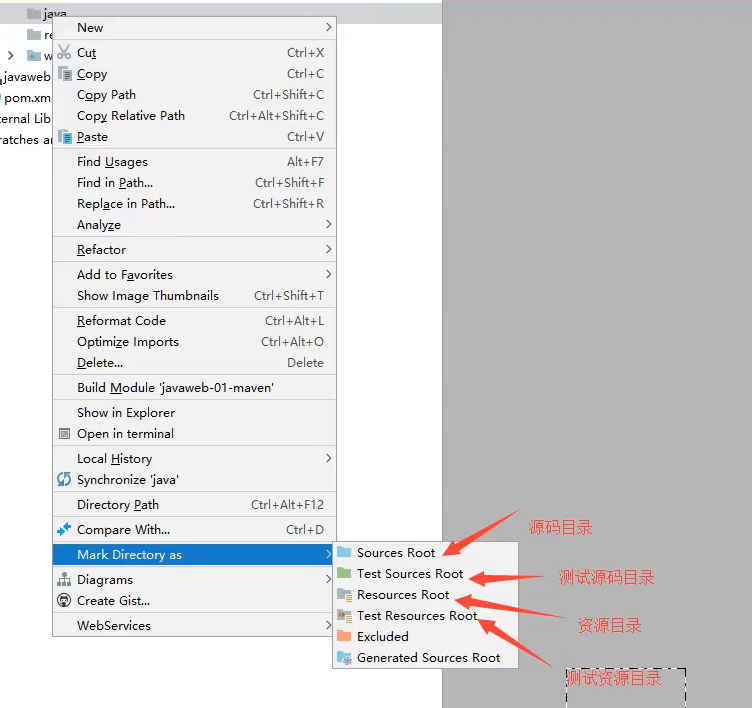 java
New
re
Cut Ctrl+X
w
Copy Ctrl+C
javaweb
Copy Path Ctrl+Shift+C
pom.xm
Copy Relative Path Ctrl+Alt+Shift+C
ernal Lib
Paste Ctrl+V
ratches an
Find Usages Alt+F7
Find in Path... Ctrl+Shift+F
Replace in Path... Ctrl+Shift+R
Analyze
Refactor
Add to Favorites
Show Image Thumbnails Ctrl+Shift+T
Reformat Code Ctrl+Alt+L
Optimize Imports Ctrl+Alt+O
Delete... Delete
Build Module 'javaweb-01-maven'
Show in Explorer
Open in terminal
Local History
Synchronize 'java'
Directory Path Ctrl+Alt+F12
Compare With... Ctrl+D
Mark Directory as
Diagrams
Create Gist...
WebServices
Sources Root
源码目录
Test Sources Root
测试源码目录
Resources Root
资源目录
Test Resources Root
测试资源目录
Excluded
Generated Sources Root